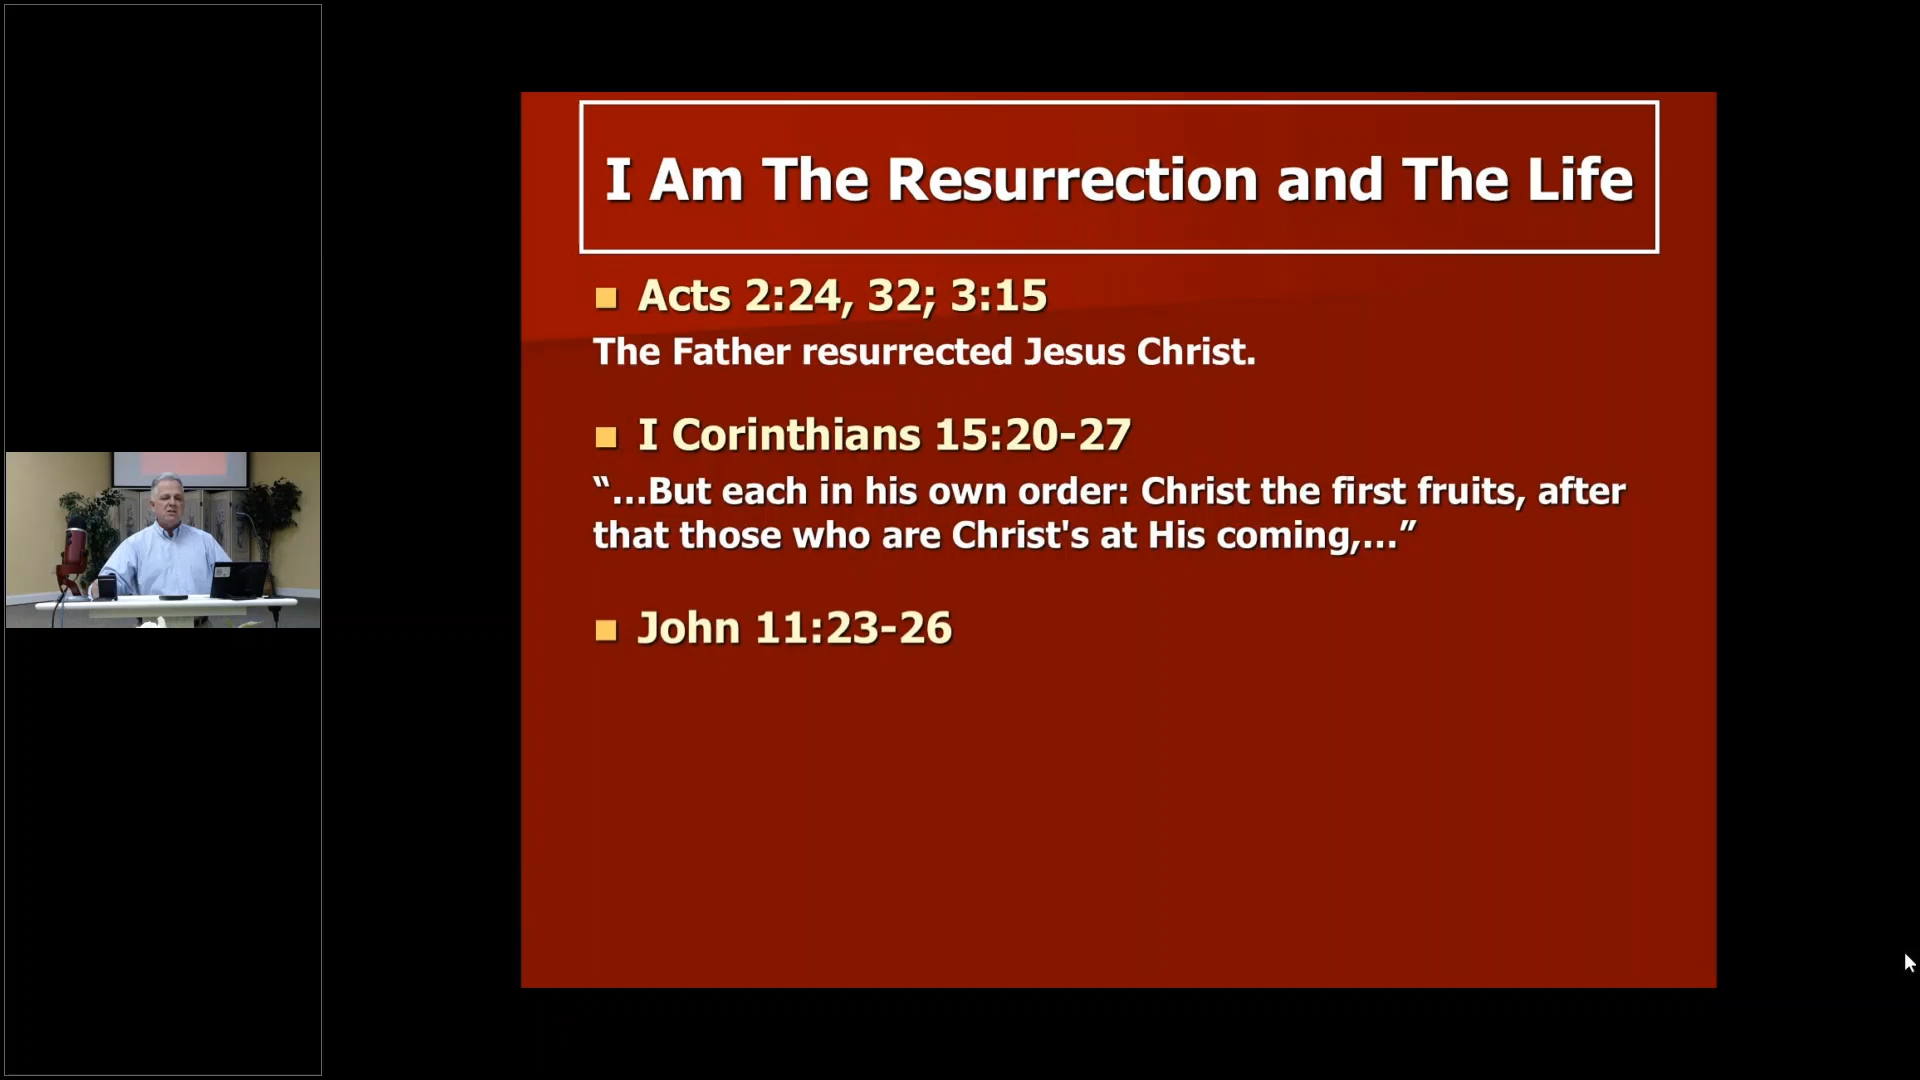 I Am The Resurrection and The Life
Acts 2:24, 32; 3:15
The Father resurrected Jesus Christ.
I Corinthians 15:20-27
“...But each in his own order: Christ the first fruits, after
that those who are Christ's at His coming,...”
John 11:23-26